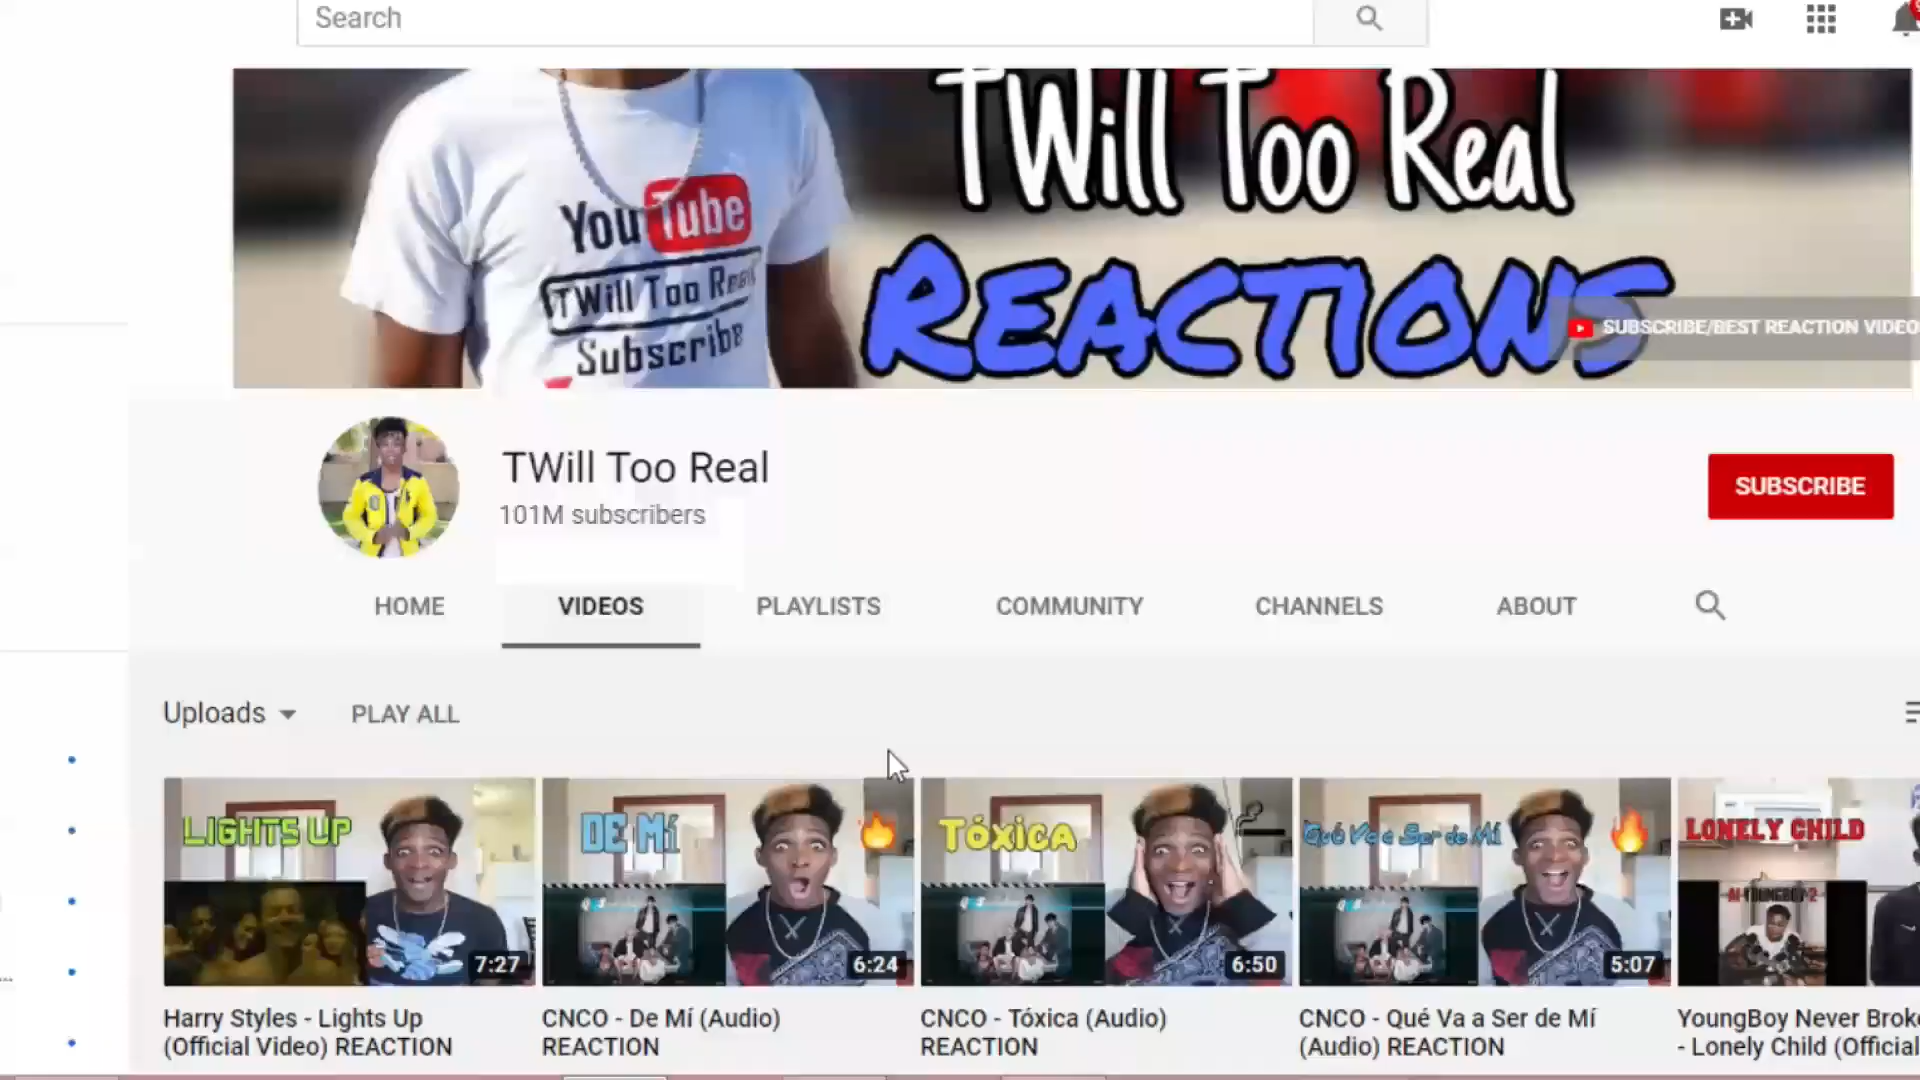 Search
TWill Too Real
REACTIONS
YouTube
TWill Too Real
Subscribe
SUBSCRIBE/BEST REACTION VIDEO
TWill Too Real
101M subscribers
SUBSCRIBE
HOME VIDEOS PLAYLISTS COMMUNITY CHANNELS ABOUT
Uploads PLAY ALL
LIGHTS UP
7:27
DE Mí
6:24
TÓXICA
6:50
Qué Va a Ser de Mí
5:07
LONELY CHILD
AI YOUNGBOY 2
Harry Styles - Lights Up
(Official Video) REACTION
CNCO - De Mí (Audio)
REACTION
CNCO - Tóxica (Audio)
REACTION
CNCO - Qué Va a Ser de Mí
(Audio) REACTION
YoungBoy Never Broke
- Lonely Child (Official